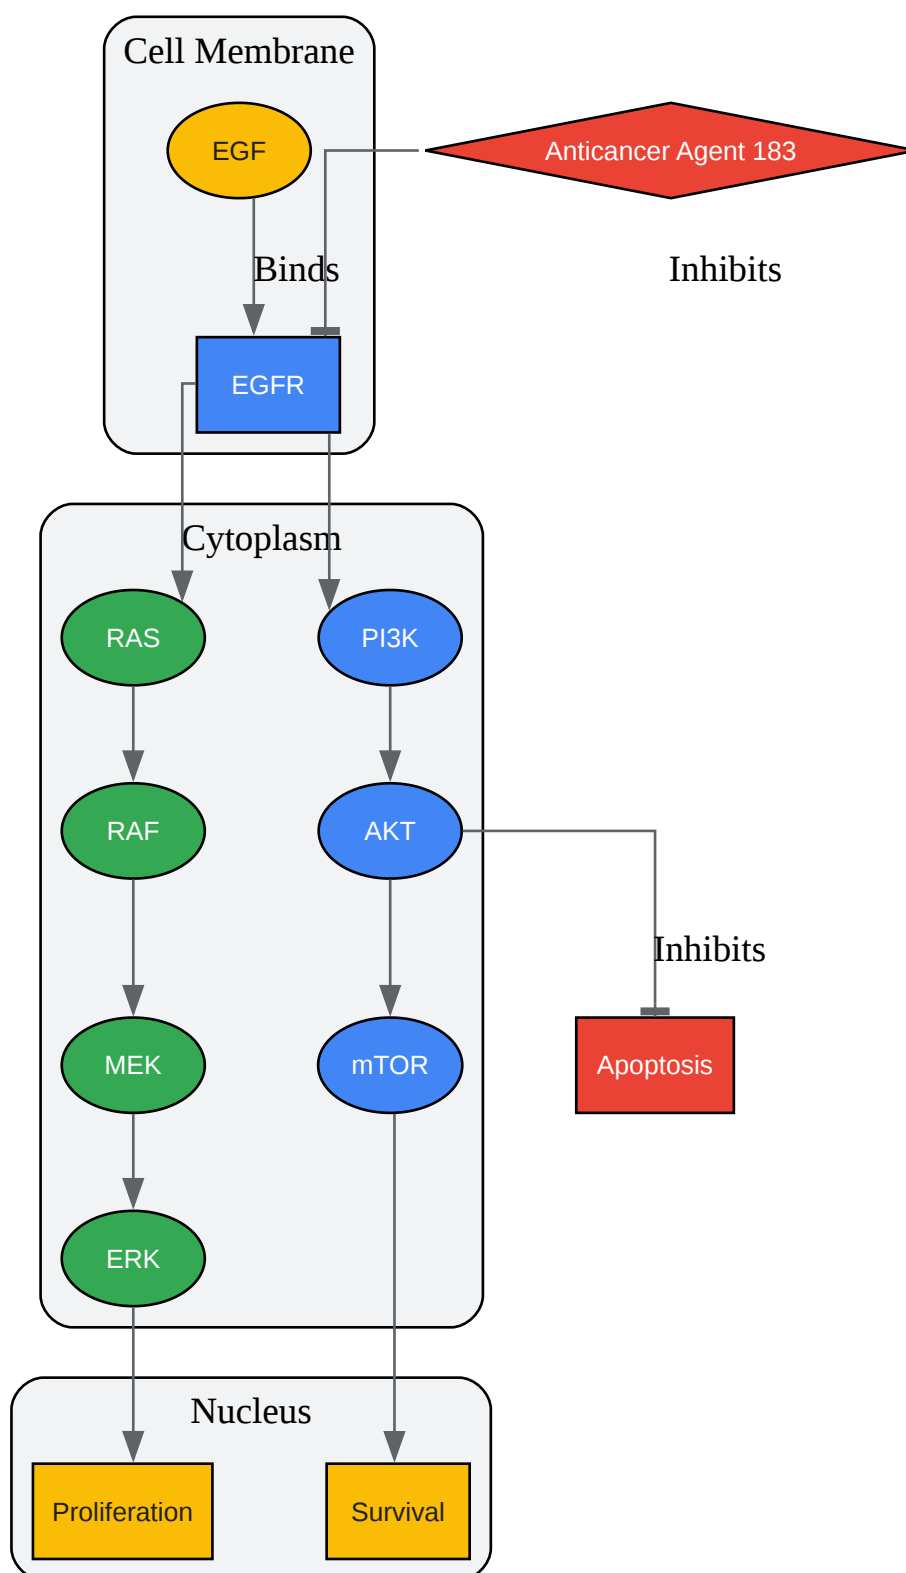 Cell Membrane
EGF
Anticancer Agent 183
Binds
Inhibits
EGFR
Cytoplasm
RAS
PI3K
RAF
AKT
Inhibits
MEK
mTOR
Apoptosis
ERK
Nucleus
Proliferation
Survival